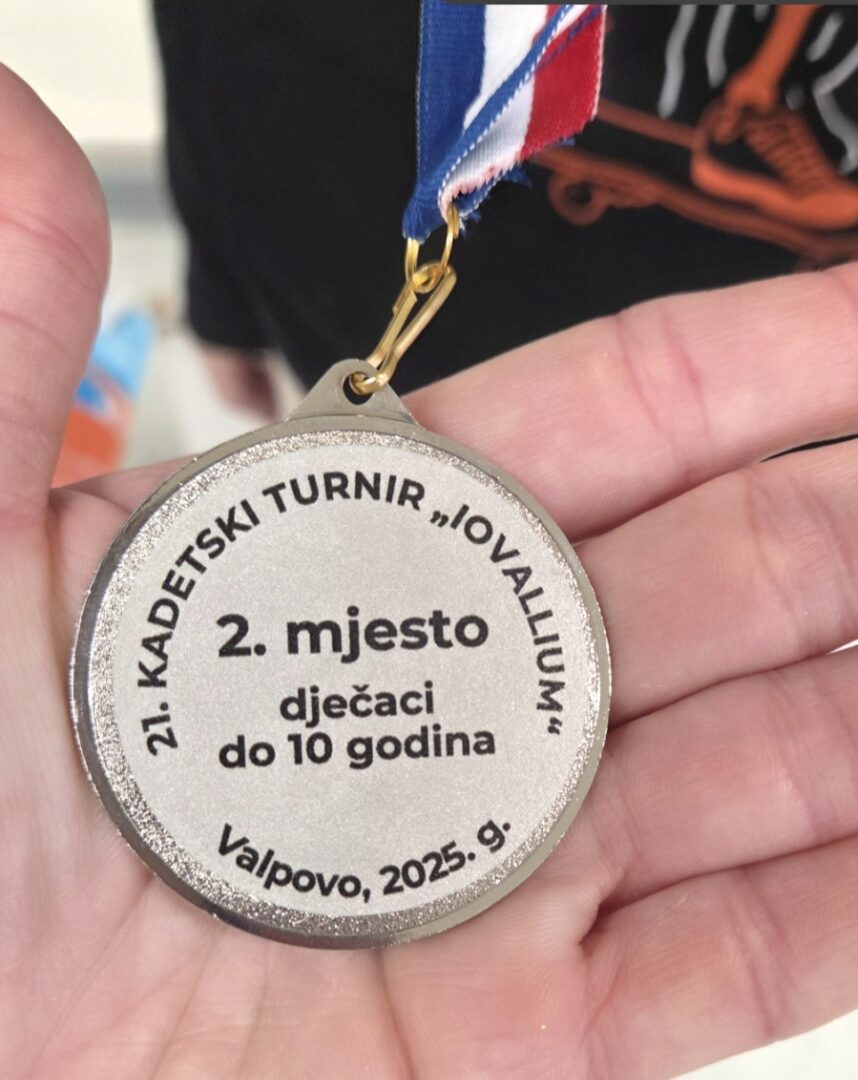 21. KADETSKI TURNIR „IOVALLIUM“
2. mjesto
dječaci
do 10 godina
Valpovo, 2025. g.